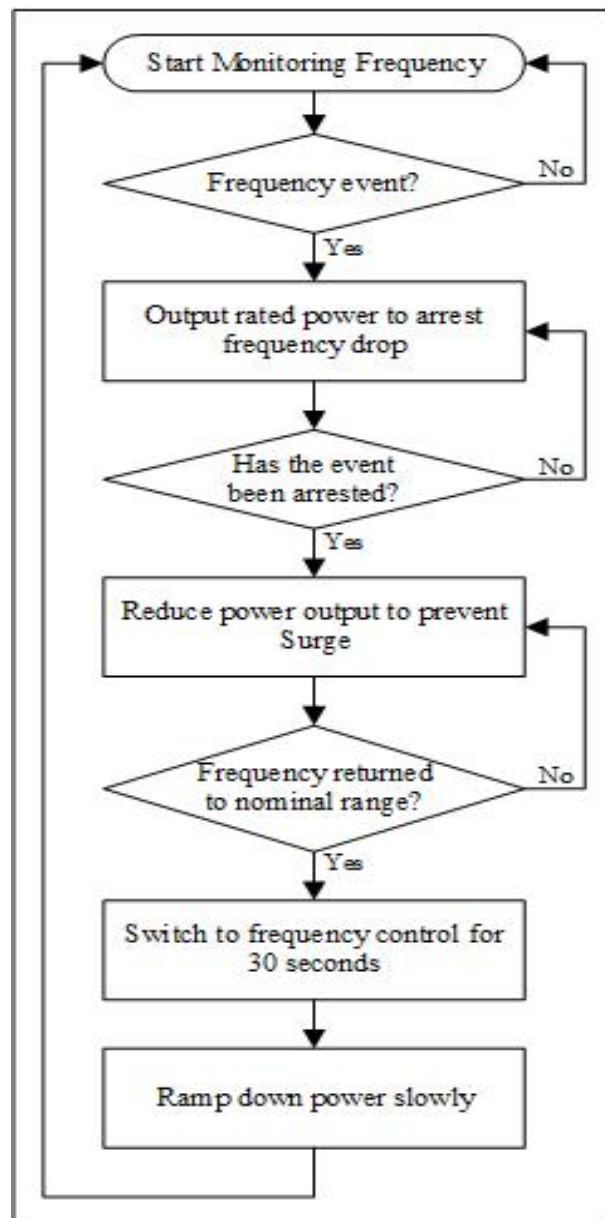 Start Monitoring Frequency
Frequency event?
No
Yes
Output rated power to arrest
frequency drop
Has the event
been arrested?
No
Yes
Reduce power output to prevent
Surge
Frequency returned
to nominal range?
No
Yes
Switch to frequency control for
30 seconds
Ramp down power slowly